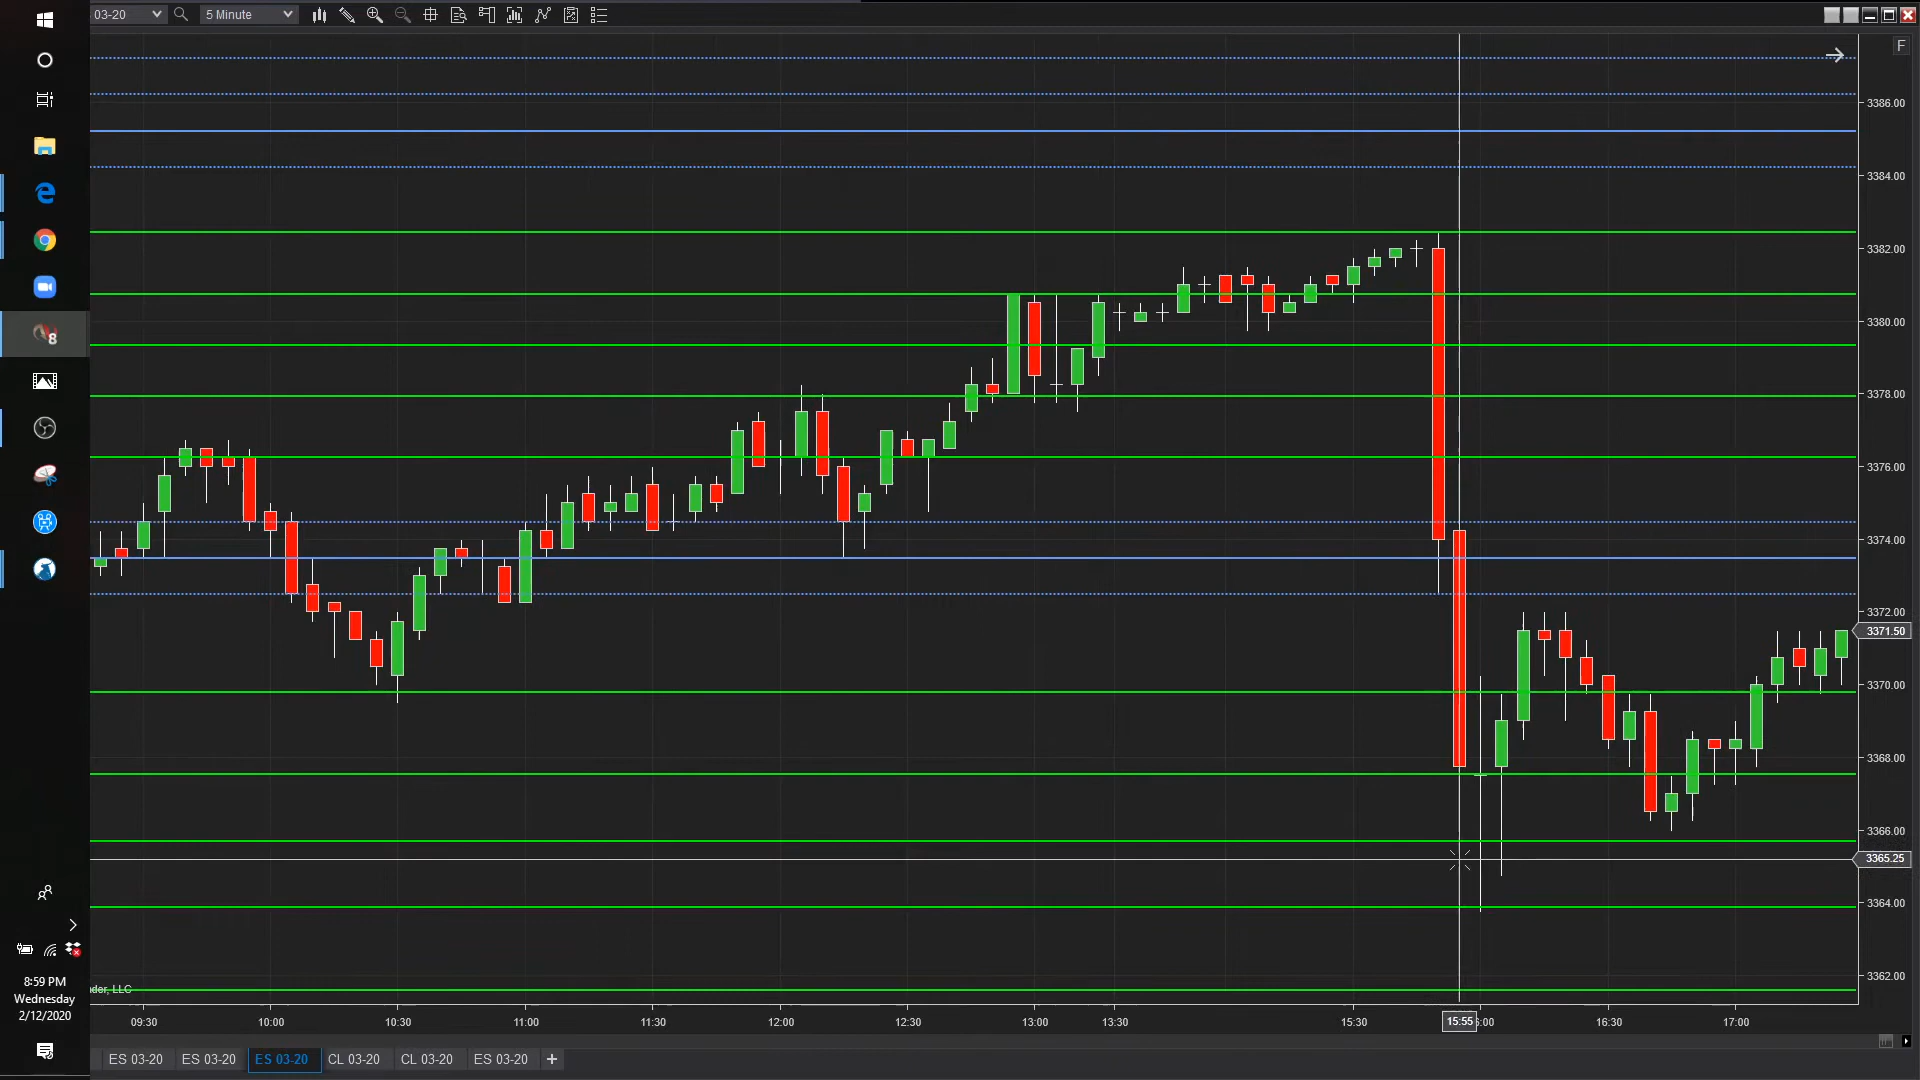 03-20
5 Minute
F
3386.00
3384.00
3382.00
3380.00
3378.00
3376.00
3374.00
3372.00
3371.50
3370.00
3368.00
3366.00
3365.25
3364.00
3362.00
8
8:59 PM
Wednesday
2/12/2020
der, LLC
09:30 10:00 10:30 11:00 11:30 12:00 12:30 13:00 13:30 15:30 15:55 :00 16:30 17:00
ES 03-20 ES 03-20 ES 03-20 CL 03-20 CL 03-20 ES 03-20 +